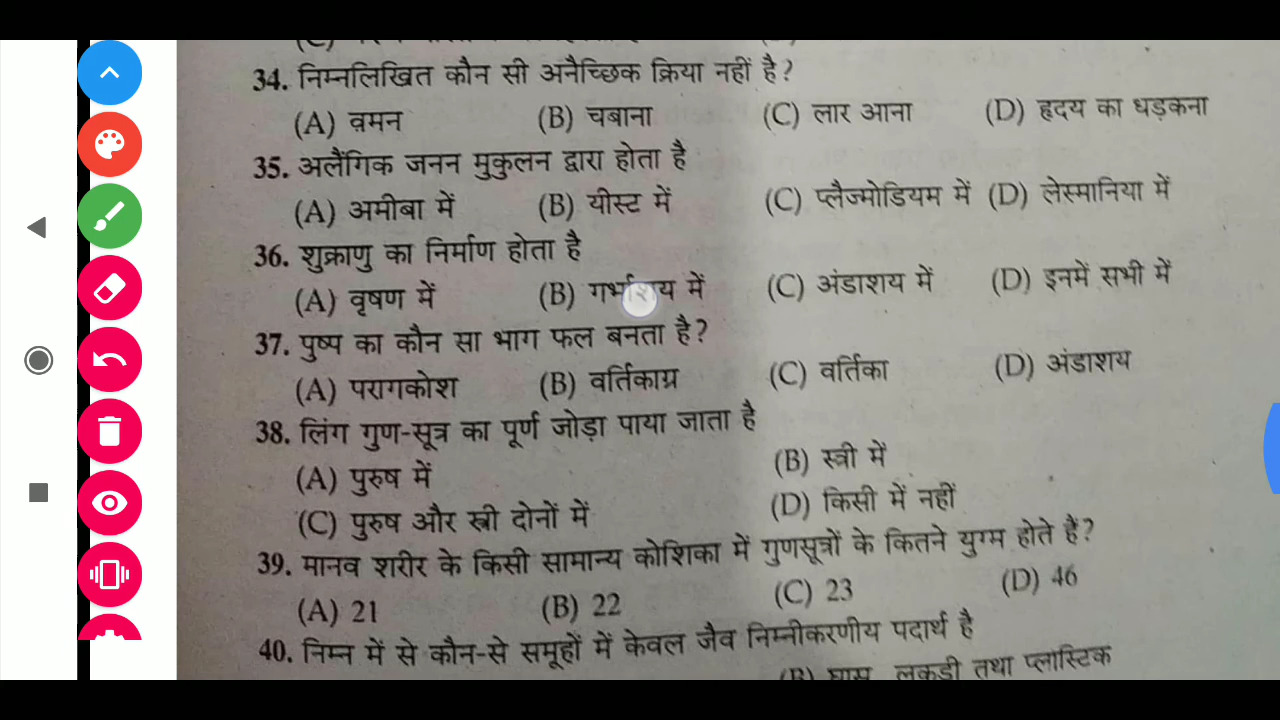 34. निम्नलिखित कौन सी अनैच्छिक क्रिया नहीं है?
(A) व़मन (B) चबाना (C) लार आना (D) हृदय का धड़कना
35. अलैंगिक जनन मुकुलन द्वारा होता है
(A) अमीबा में (B) यीस्ट में (C) प्लैज्मोडियम में (D) लेस्मानिया में
36. शुक्राणु का निर्माण होता है
(A) वृषण में (B) गर्भाशय में (C) अंडाशय में (D) इनमें सभी में
37. पुष्प का कौन सा भाग फल बनता है?
(A) परागकोश (B) वर्तिकाग्र (C) वर्तिका (D) अंडाशय
38. लिंग गुण-सूत्र का पूर्ण जोड़ा पाया जाता है
(A) पुरुष में (B) स्त्री में
(C) पुरुष और स्त्री दोनों में (D) किसी में नहीं
39. मानव शरीर के किसी सामान्य कोशिका में गुणसूत्रों के कितने युग्म होते हैं?
(A) 21 (B) 22 (C) 23 (D) 46
40. निम्न में से कौन-से समूहों में केवल जैव निम्नीकरणीय पदार्थ है
(B) घास, लकड़ी तथा प्लास्टिक